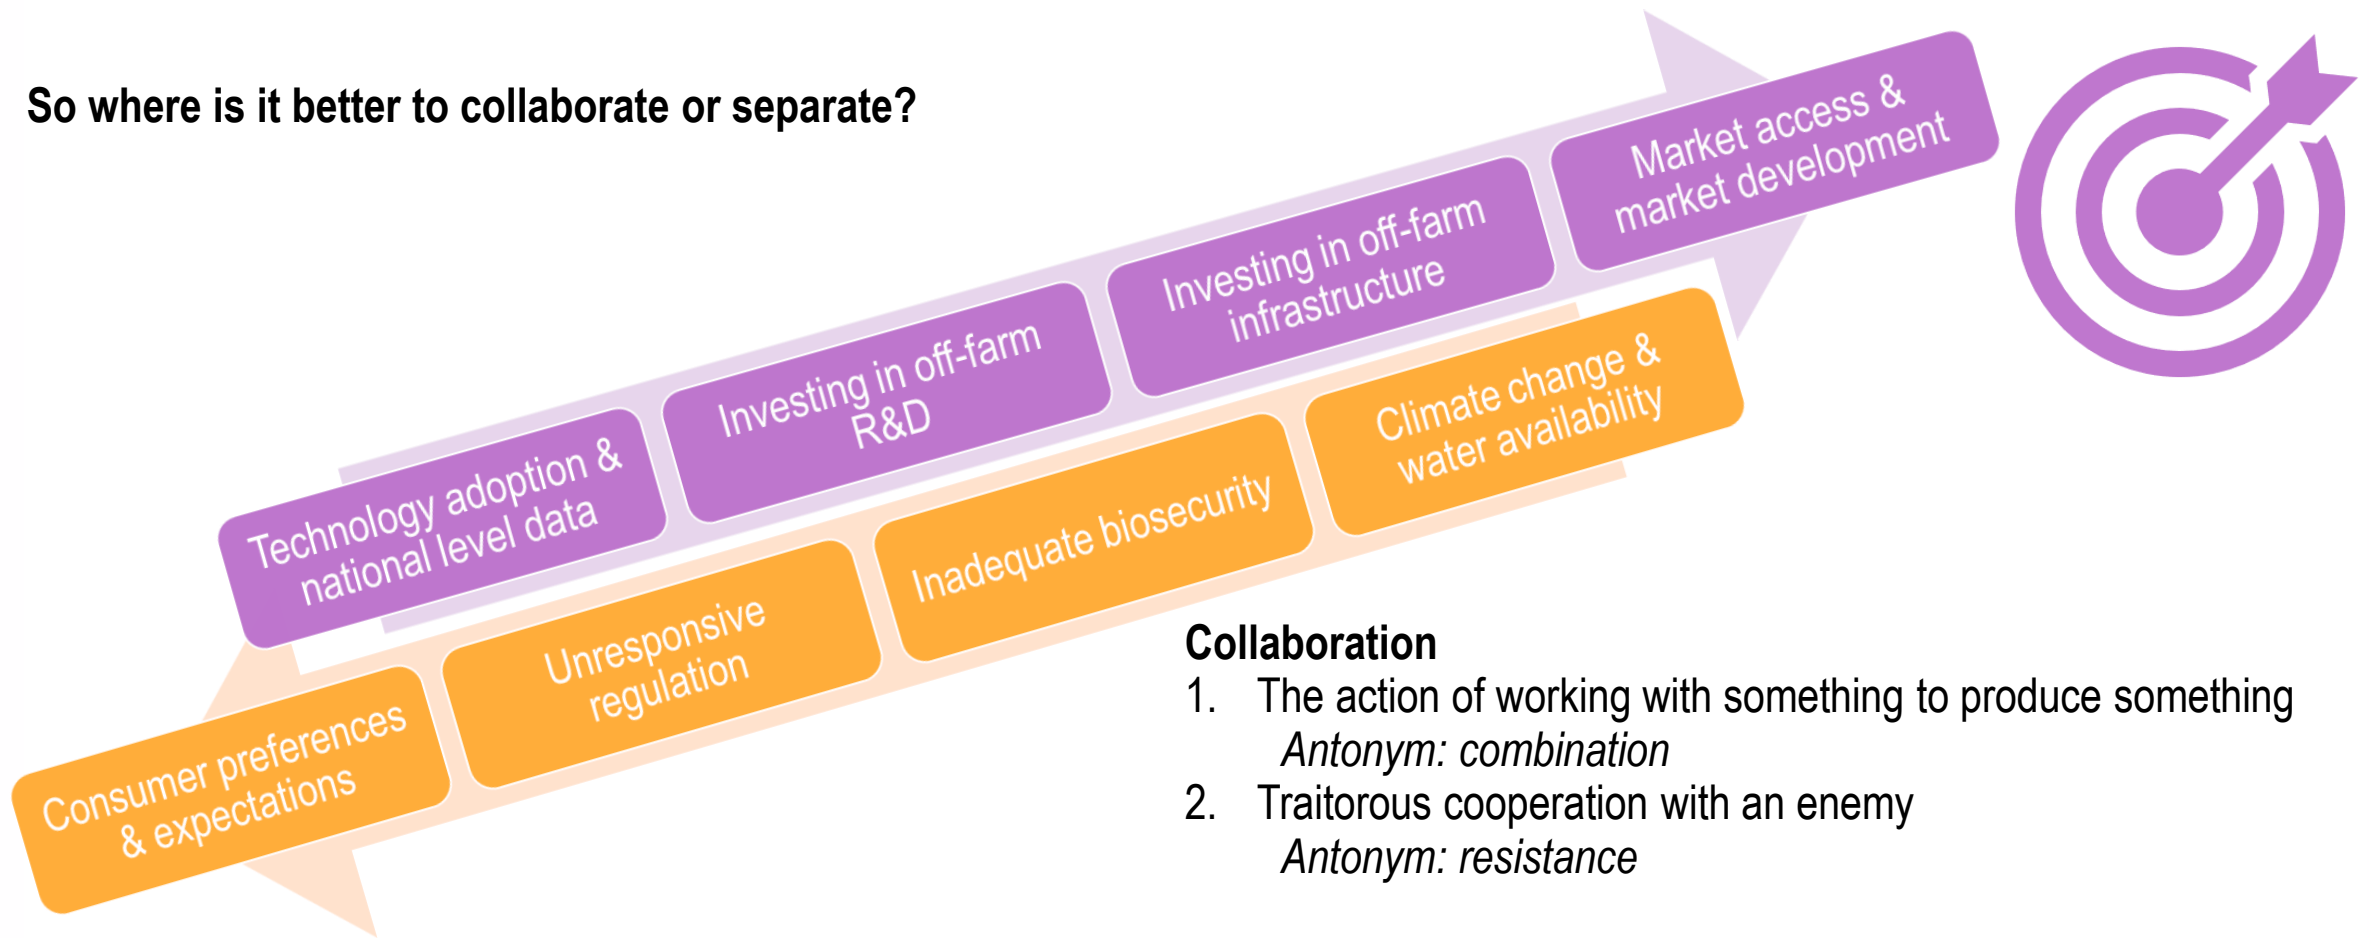 So where is it better to collaborate or separate?
Market access &
market development
Investing in off-farm
infrastructure
Investing in off-farm
R&D
Technology adoption &
national level data
Climate change &
water availability
Inadequate biosecurity
Unresponsive
regulation
Consumer preferences
& expectations
Collaboration
1. The action of working with something to produce something
Antonym: combination
2. Traitorous cooperation with an enemy
Antonym: resistance